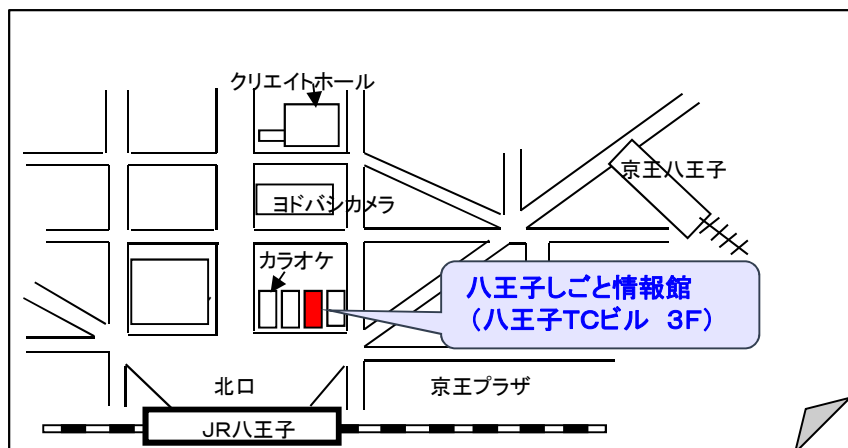 クリエイトホール
京王八王子
ヨドバシカメラ
カラオケ
八王子しごと情報館
（八王子TCビル 3F）
北口
京王プラザ
JR八王子